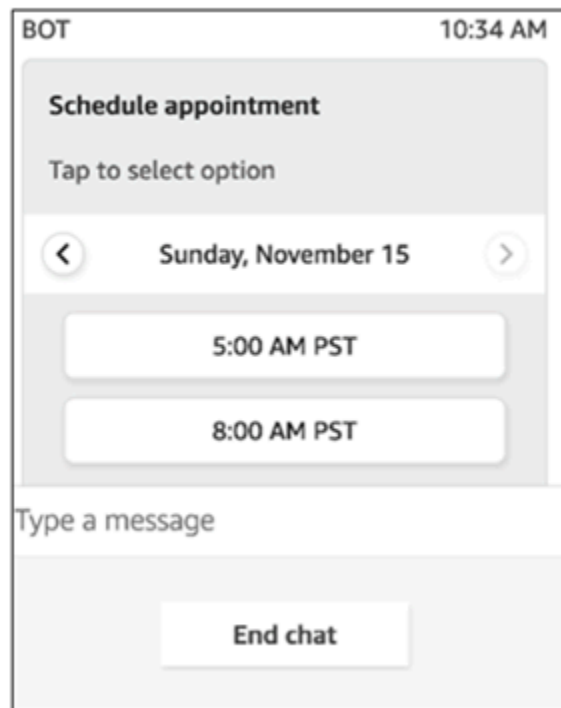 BOT 10:34 AM
Schedule appointment
Tap to select option
Sunday, November 15
5:00 AM PST
8:00 AM PST
Type a message
End chat